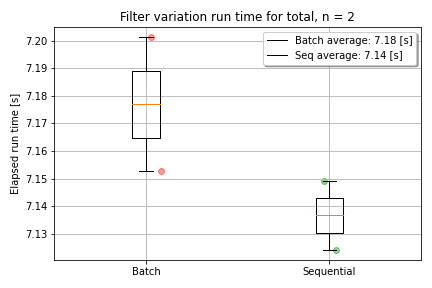 Filter variation run time for total, n = 2
Batch average: 7.18 [s]
Seq average: 7.14 [s]
Elapsed run time [s]
7.20
7.19
7.18
7.17
7.16
7.15
7.14
7.13
Batch
Sequential